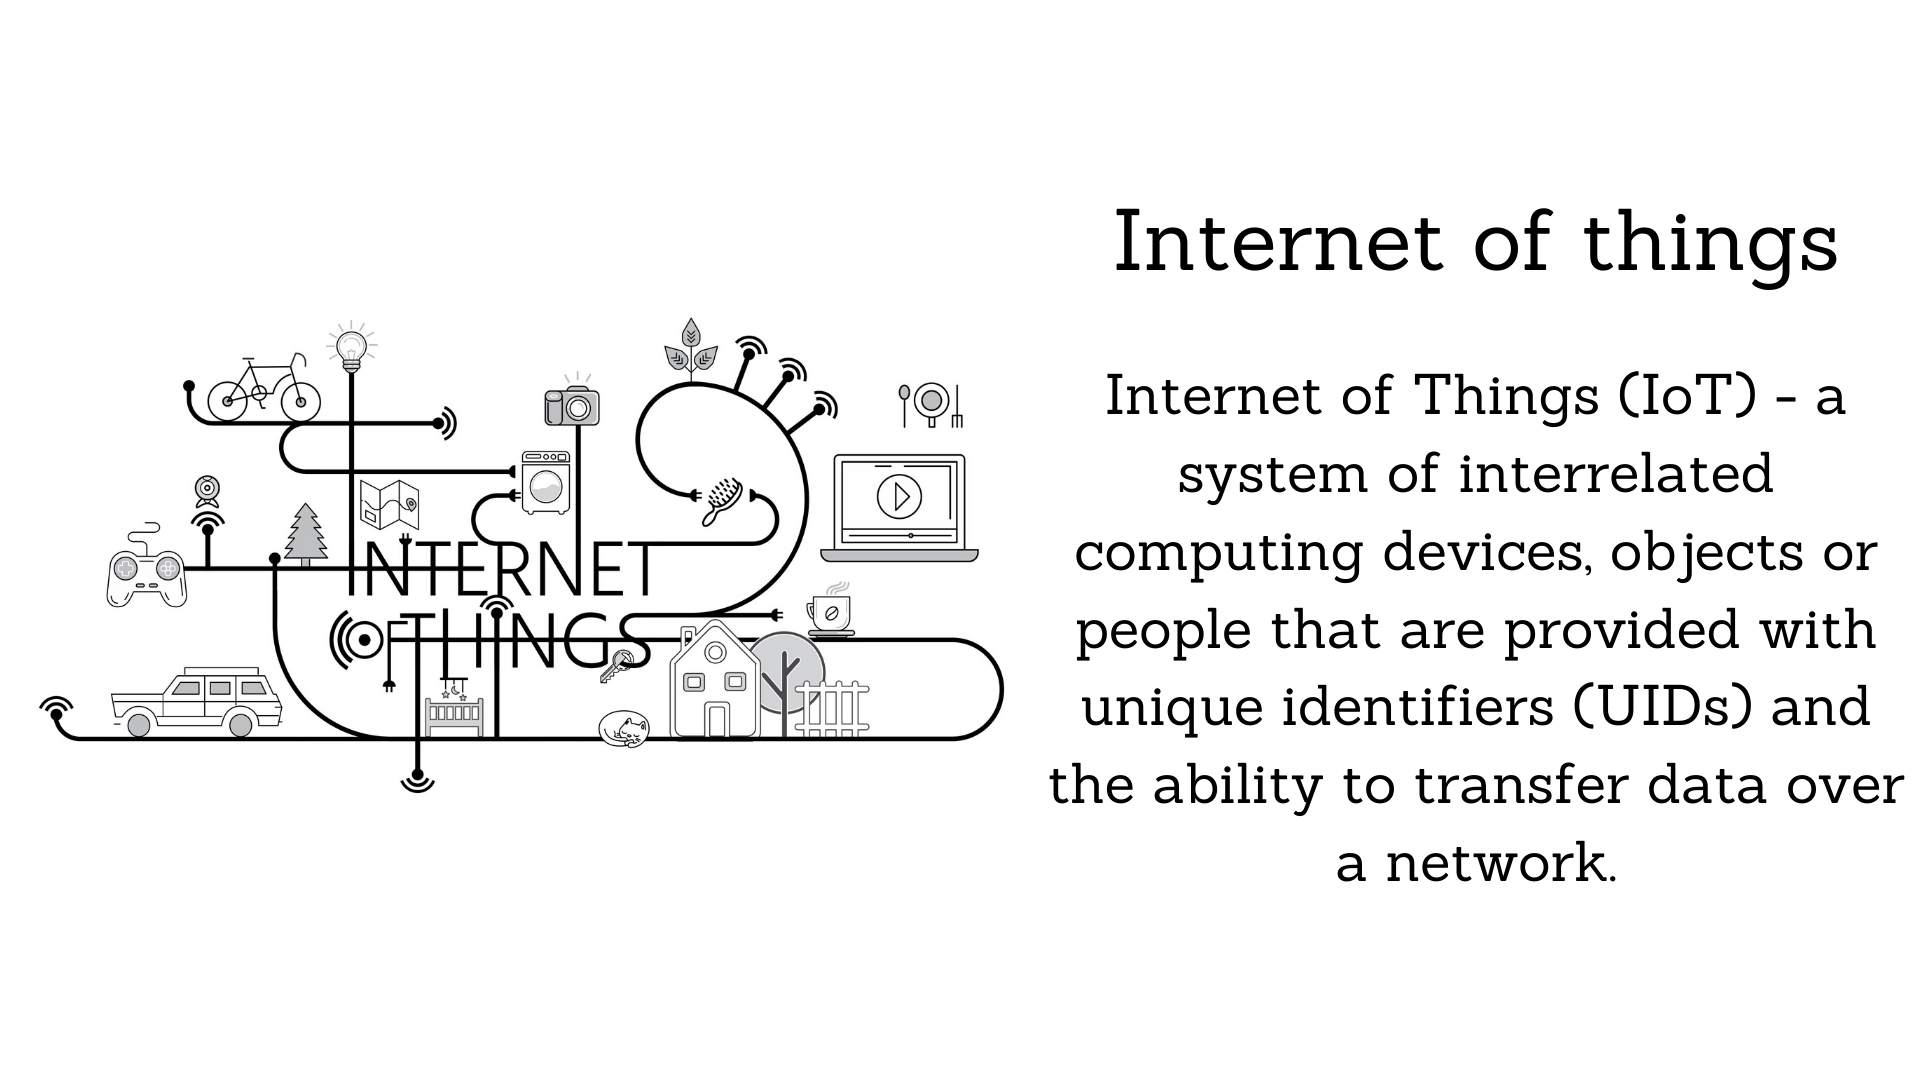 Internet of things
Internet of Things (IoT) - a
system of interrelated
computing devices, objects or
people that are provided with
unique identifiers (UIDs) and
the ability to transfer data over
a network.
INTERNET
OF THINGS